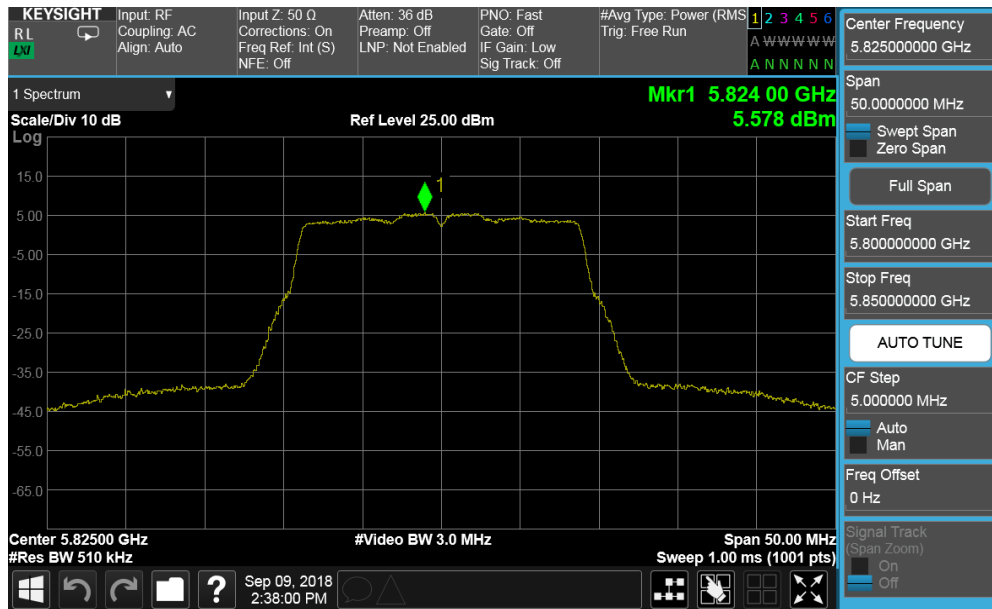 KEYSIGHT
RL
LXI
Input: RF
Coupling: AC
Align: Auto
Input Z: 50 Ω
Corrections: On
Freq Ref: Int (S)
NFE: Off
Atten: 36 dB
Preamp: Off
LNP: Not Enabled
PNO: Fast
Gate: Off
IF Gain: Low
Sig Track: Off
#Avg Type: Power (RMS
Trig: Free Run
1 2 3 4 5 6
A W W W W W
A N N N N N
1 Spectrum
Scale/Div 10 dB
Ref Level 25.00 dBm
Mkr1 5.824 00 GHz
5.578 dBm
Log
15.0
5.00
-5.00
-15.0
-25.0
-35.0
-45.0
-55.0
-65.0
1
Center 5.82500 GHz
#Res BW 510 kHz
#Video BW 3.0 MHz
Span 50.00 MHz
Sweep 1.00 ms (1001 pts)
?
Sep 09, 2018
2:38:00 PM
Center Frequency
5.825000000 GHz
Span
50.0000000 MHz
Swept Span
Zero Span
Full Span
Start Freq
5.800000000 GHz
Stop Freq
5.850000000 GHz
AUTO TUNE
CF Step
5.000000 MHz
Auto
Man
Freq Offset
0 Hz
Signal Track
(Span Zoom)
On
Off